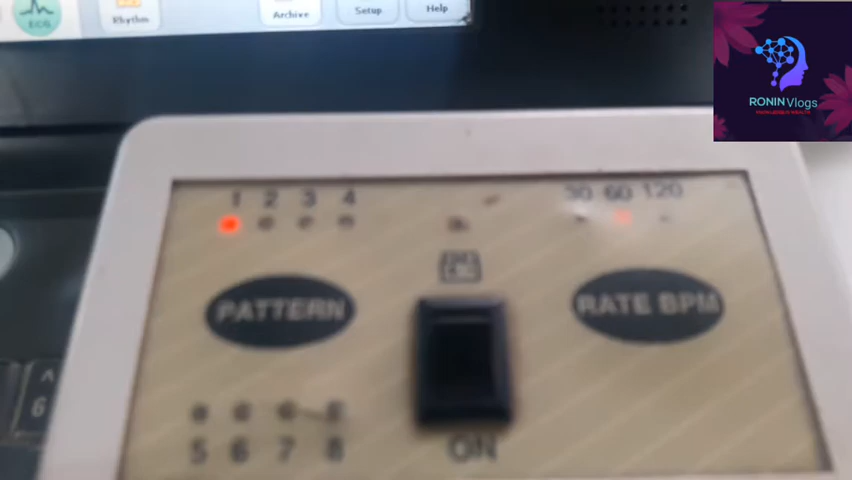 ECG
Rhythm
Archive
Setup
Help
RONIN Vlogs
1 2 3 4
30 60 120
PATTERN
RATE BPM
^
6
5 6 7 8
ON